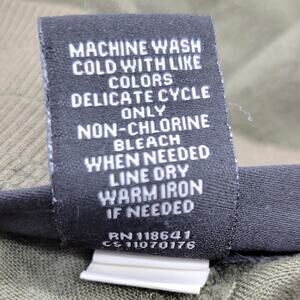 MACHINE WASH
COLD WITH LIKE
COLORS
DELICATE CYCLE
ONLY
NON-CHLORINE
BLEACH
WHEN NEEDED
LINE DRY
WARM IRON
IF NEEDED
RN 118641
CS 11070176